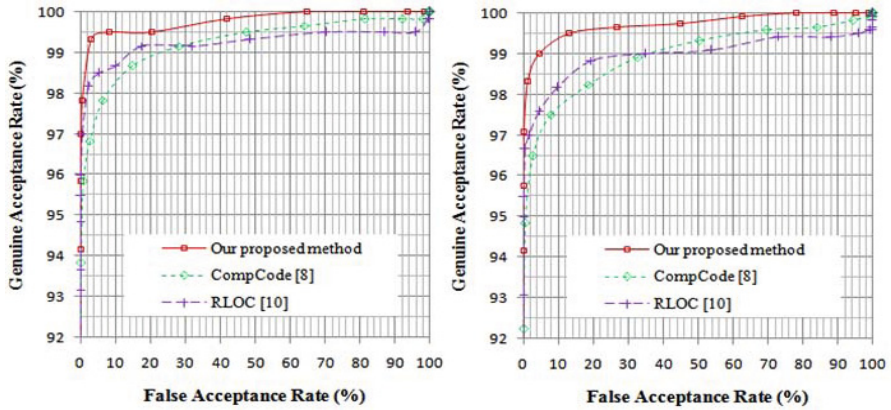 Genuine Acceptance Rate (%)
100
99
98
97
96
95
94
93
92
Our proposed method
CompCode [8]
RLOC [10]
0 10 20 30 40 50 60 70 80 90 100
False Acceptance Rate (%)
Genuine Acceptance Rate (%)
100
99
98
97
96
95
94
93
92
Our proposed method
CompCode [8]
RLOC [10]
0 10 20 30 40 50 60 70 80 90 100
False Acceptance Rate (%)